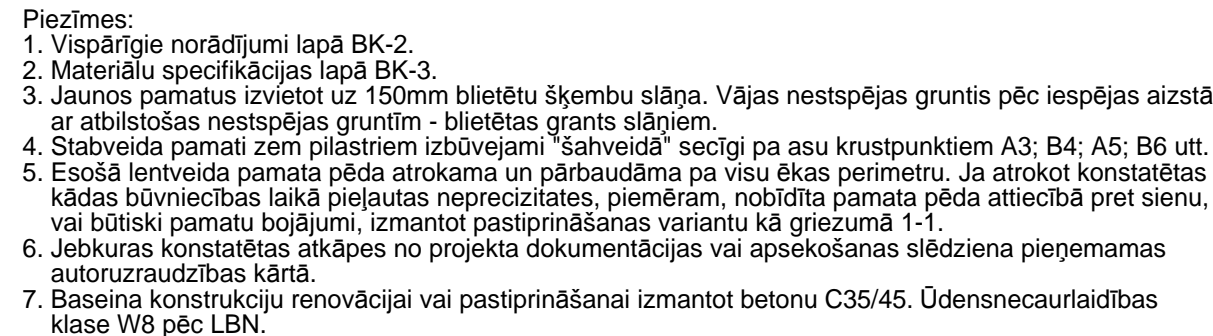 Piezīmes:
1. Vispārīgie norādījumi lapā BK-2.
2. Materiālu specifikācijas lapā BK-3.
3. Jaunos pamatus izvietot uz 150mm blietētu šķembu slāņa. Vājas nestspējas gruntis pēc iespējas aizstā
ar atbilstošas nestspējas gruntīm - blietētas grants slāņiem.
4. Stabveida pamati zem pilastriem izbūvejami "šahveidā" secīgi pa asu krustpunktiem A3; B4; A5; B6 utt.
5. Esošā lentveida pamata pēda atrokama un pārbaudāma pa visu ēkas perimetru. Ja atrokot konstatētas
kādas būvniecības laikā pieļautas neprecizitates, piemēram, nobīdīta pamata pēda attiecībā pret sienu,
vai būtiski pamatu bojājumi, izmantot pastiprināšanas variantu kā griezumā 1-1.
6. Jebkuras konstatētas atkāpes no projekta dokumentācijas vai apsekošanas slēdziena pieņemamas
autoruzraudzības kārtā.
7. Baseina konstrukciju renovācijai vai pastiprināšanai izmantot betonu C35/45. Ūdensnecaurlaidības
klase W8 pēc LBN.